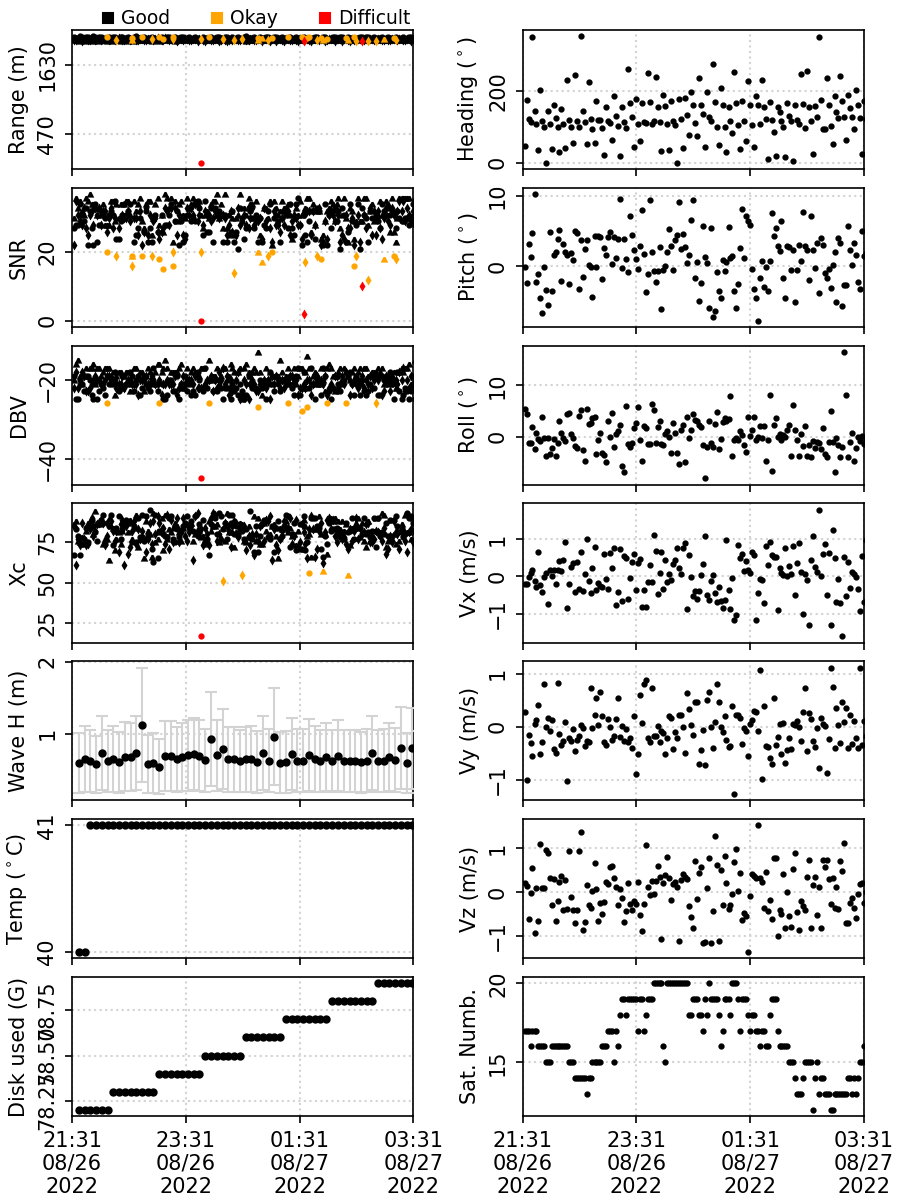 Good Okay Difficult
Range (m)
1630
470
Heading (°)
200
0
SNR
20
0
Pitch (°)
10
0
DBV
−20
−40
Roll (°)
10
0
Xc
75
50
25
Vx (m/s)
1
0
−1
Wave H (m)
2
1
Vy (m/s)
1
0
−1
Temp (°C)
41
40
Vz (m/s)
1
0
−1
Disk used (G)
78.75
78.50
78.25
Sat. Numb.
20
15
21:31 23:31 01:31 03:31
08/26 08/26 08/27 08/27
2022 2022 2022 2022
21:31 23:31 01:31 03:31
08/26 08/26 08/27 08/27
2022 2022 2022 2022